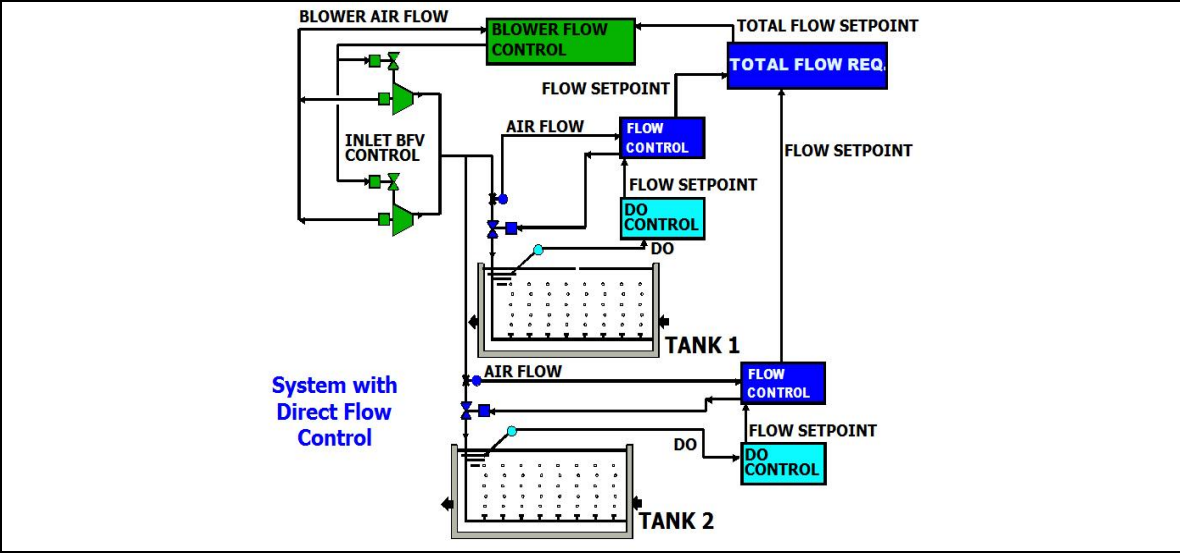 BLOWER AIR FLOW
BLOWER FLOW
CONTROL
TOTAL FLOW SETPOINT
TOTAL FLOW REQ.
FLOW SETPOINT
AIR FLOW
FLOW
CONTROL
INLET BFV
CONTROL
FLOW SETPOINT
FLOW SETPOINT
DO
CONTROL
DO
TANK 1
System with
Direct Flow
Control
AIR FLOW
FLOW
CONTROL
FLOW SETPOINT
DO
DO
CONTROL
TANK 2